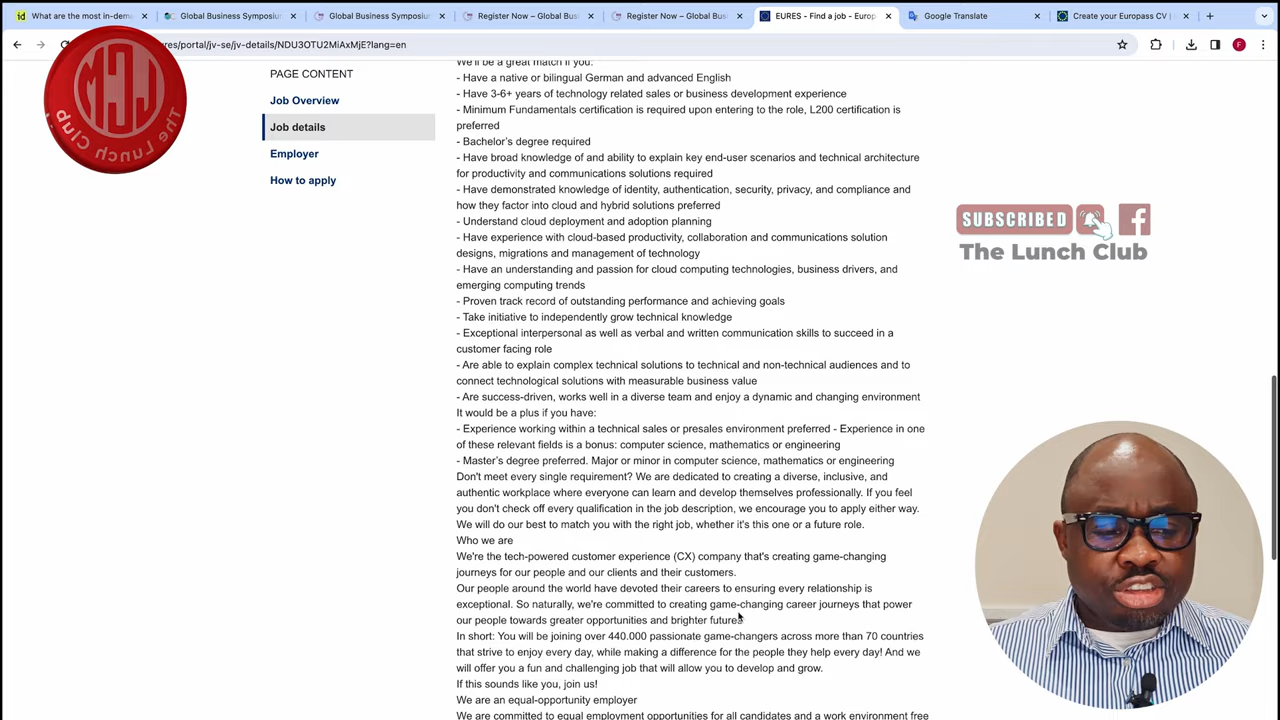 What are the most in-dema
Global Business Symposiu
Global Business Symposiu
Register Now – Global Busi
Register Now – Global Busi
EURES - Find a job - Europ
Google Translate
Create your Europass CV |
res/portal/jv-se/jv-details/NDU3OTU2MiAxMjE?lang=en
MJJ
The Lunch Club
PAGE CONTENT
Job Overview
Job details
Employer
How to apply
We'll be a great match if you:
- Have a native or bilingual German and advanced English
- Have 3-6+ years of technology related sales or business development experience
- Minimum Fundamentals certification is required upon entering to the role, L200 certification is
preferred
- Bachelor's degree required
- Have broad knowledge of and ability to explain key end-user scenarios and technical architecture
for productivity and communications solutions required
- Have demonstrated knowledge of identity, authentication, security, privacy, and compliance and
how they factor into cloud and hybrid solutions preferred
- Understand cloud deployment and adoption planning
- Have experience with cloud-based productivity, collaboration and communications solution
designs, migrations and management of technology
- Have an understanding and passion for cloud computing technologies, business drivers, and
emerging computing trends
- Proven track record of outstanding performance and achieving goals
- Take initiative to independently grow technical knowledge
- Exceptional interpersonal as well as verbal and written communication skills to succeed in a
customer facing role
- Are able to explain complex technical solutions to technical and non-technical audiences and to
connect technological solutions with measurable business value
- Are success-driven, works well in a diverse team and enjoy a dynamic and changing environment
It would be a plus if you have:
- Experience working within a technical sales or presales environment preferred - Experience in one
of these relevant fields is a bonus: computer science, mathematics or engineering
- Master's degree preferred. Major or minor in computer science, mathematics or engineering
Don't meet every single requirement? We are dedicated to creating a diverse, inclusive, and
authentic workplace where everyone can learn and develop themselves professionally. If you feel
you don't check off every qualification in the job description, we encourage you to apply either way.
We will do our best to match you with the right job, whether it's this one or a future role.
Who we are
We're the tech-powered customer experience (CX) company that's creating game-changing
journeys for our people and our clients and their customers.
Our people around the world have devoted their careers to ensuring every relationship is
exceptional. So naturally, we're committed to creating game-changing career journeys that power
our people towards greater opportunities and brighter futures
In short: You will be joining over 440.000 passionate game-changers across more than 70 countries
that strive to enjoy every day, while making a difference for the people they help every day! And we
will offer you a fun and challenging job that will allow you to develop and grow.
If this sounds like you, join us!
We are an equal-opportunity employer
We are committed to equal employment opportunities for all candidates and a work environment free
SUBSCRIBED
The Lunch Club